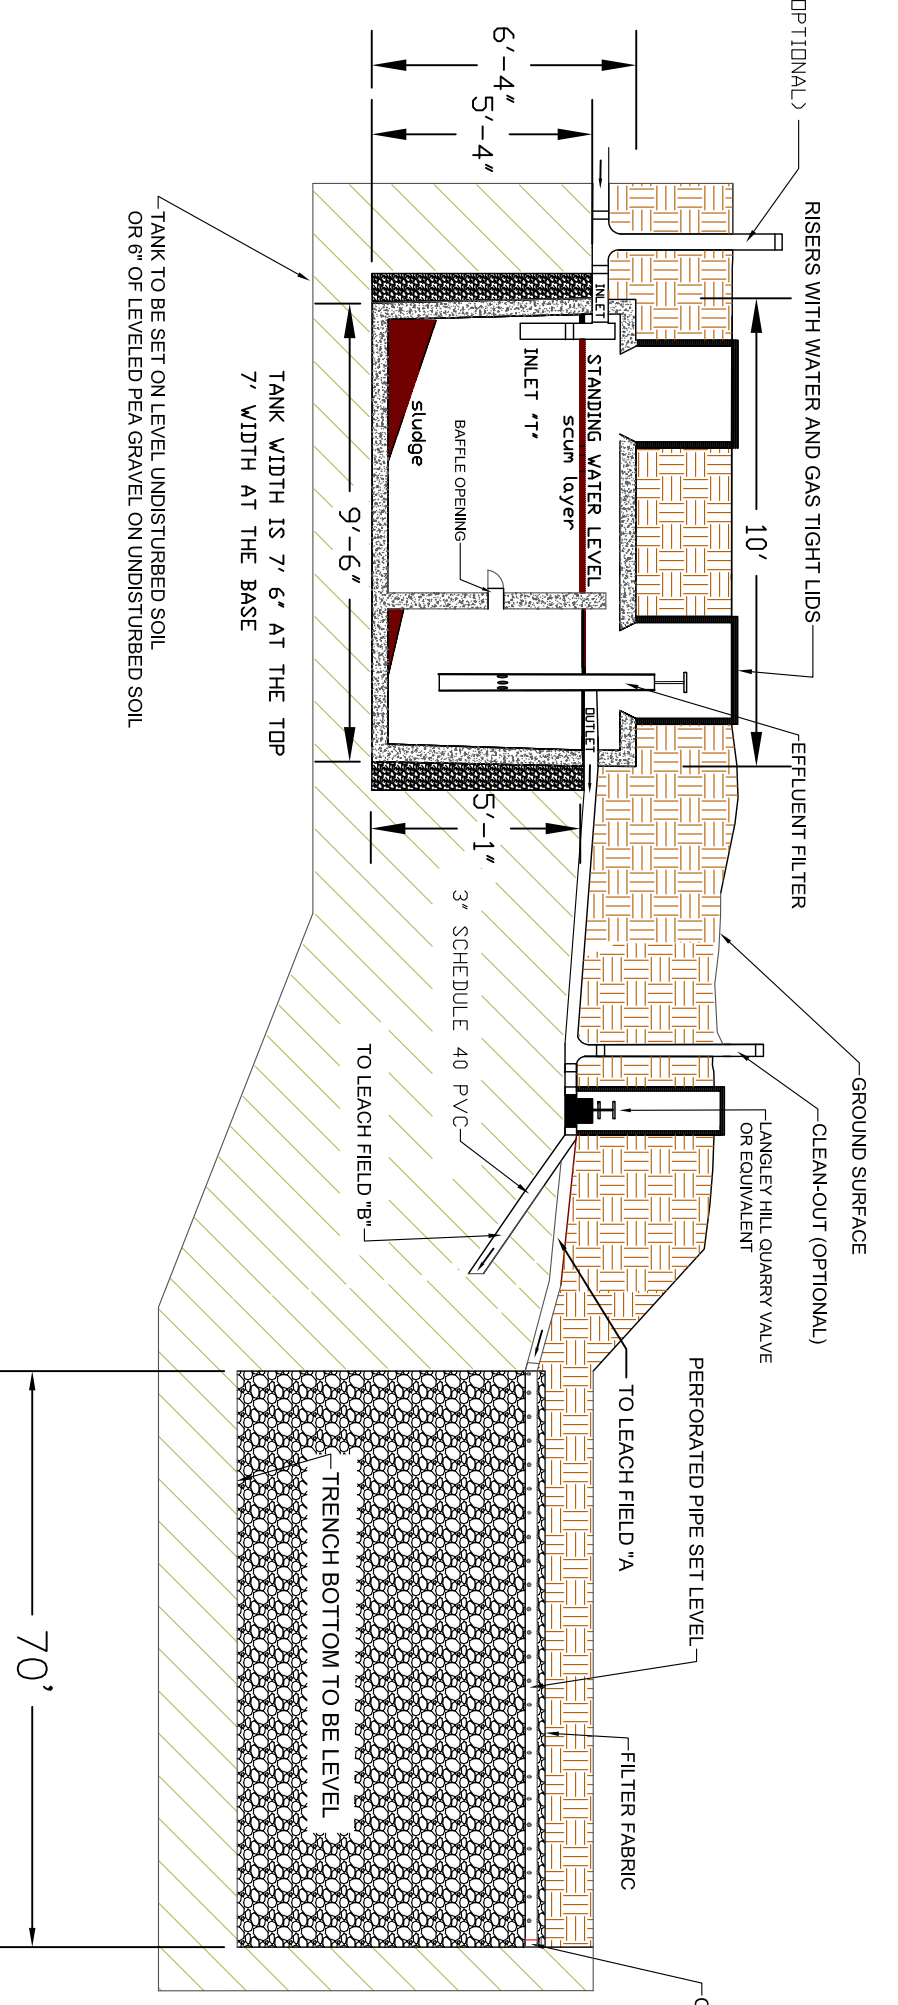 OPTIONAL)
RISERS WITH WATER AND GAS TIGHT LIDS
EFFLUENT FILTER
GROUND SURFACE
CLEAN-OUT (OPTIONAL)
LANGLEY HILL QUARRY VALVE
OR EQUIVALENT
PERFORATED PIPE SET LEVEL
TO LEACH FIELD "A
FILTER FABRIC
6'-4"
5'-4"
10'
INLET
STANDING WATER LEVEL
scum layer
INLET "T"
BAFFLE OPENING
sludge
OUTLET
9'-6"
5'-1"
3" SCHEDULE 40 PVC
TO LEACH FIELD "B"
TANK WIDTH IS 7' 6" AT THE TOP
7' WIDTH AT THE BASE
TANK TO BE SET ON LEVEL UNDISTURBED SOIL
OR 6" OF LEVELED PEA GRAVEL ON UNDISTURBED SOIL
TRENCH BOTTOM TO BE LEVEL
70'